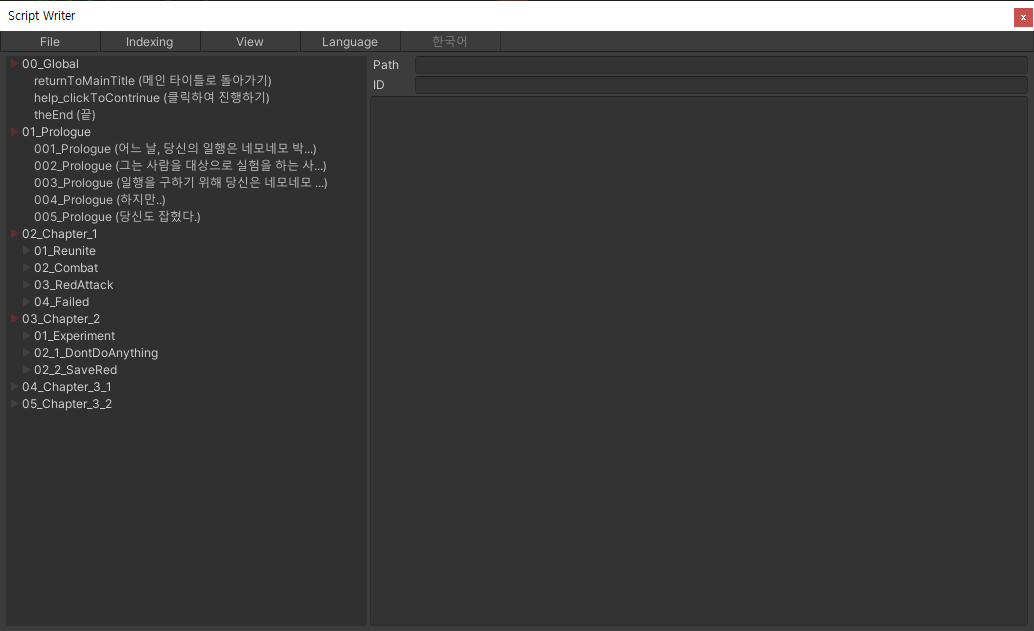 Script Writer
x
File Indexing View Language 한국어
00_Global
returnToMainTitle (메인 타이틀로 돌아가기)
help_clickToContrinue (클릭하여 진행하기)
theEnd (끝)
01_Prologue
001_Prologue (어느 날, 당신의 일행은 네모네모 박...)
002_Prologue (그는 사람을 대상으로 실험을 하는 사...)
003_Prologue (일행을 구하기 위해 당신은 네모네모 ...)
004_Prologue (하지만..)
005_Prologue (당신도 잡혔다.)
02_Chapter_1
01_Reunite
02_Combat
03_RedAttack
04_Failed
03_Chapter_2
01_Experiment
02_1_DontDoAnything
02_2_SaveRed
04_Chapter_3_1
05_Chapter_3_2
Path
ID